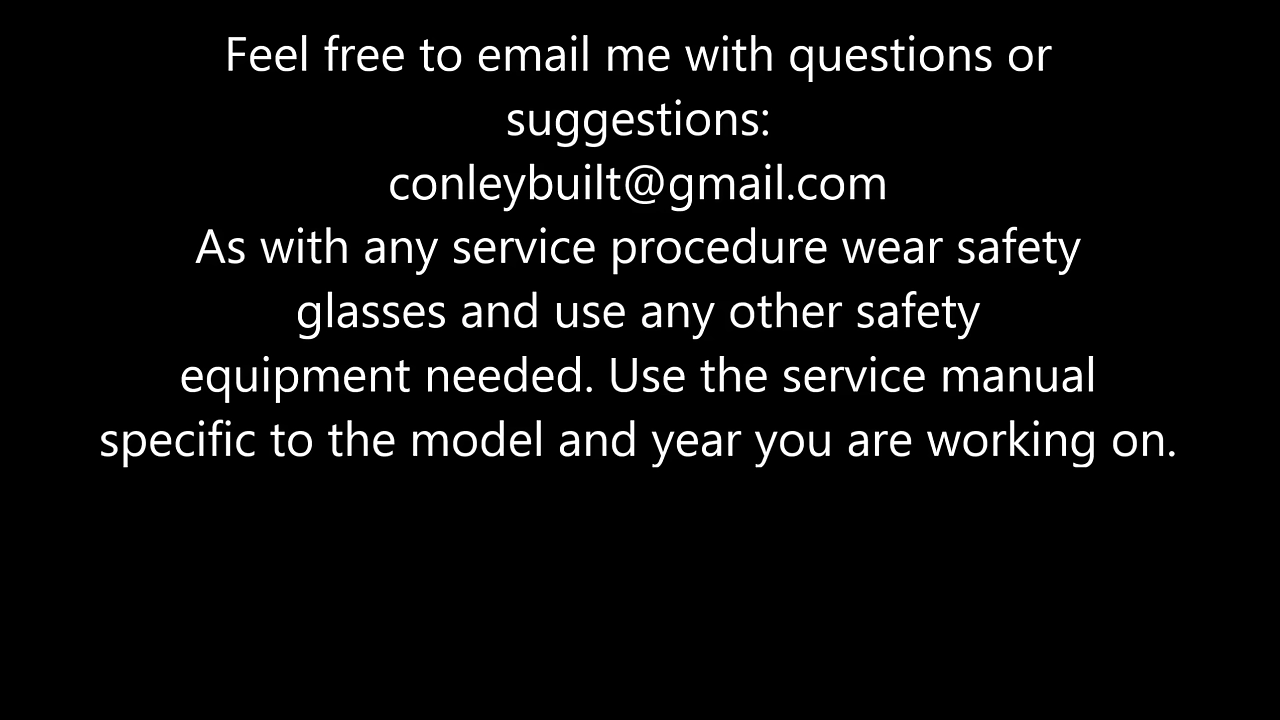 Feel free to email me with questions or
suggestions:
conleybuilt@gmail.com
As with any service procedure wear safety
glasses and use any other safety
equipment needed. Use the service manual
specific to the model and year you are working on.